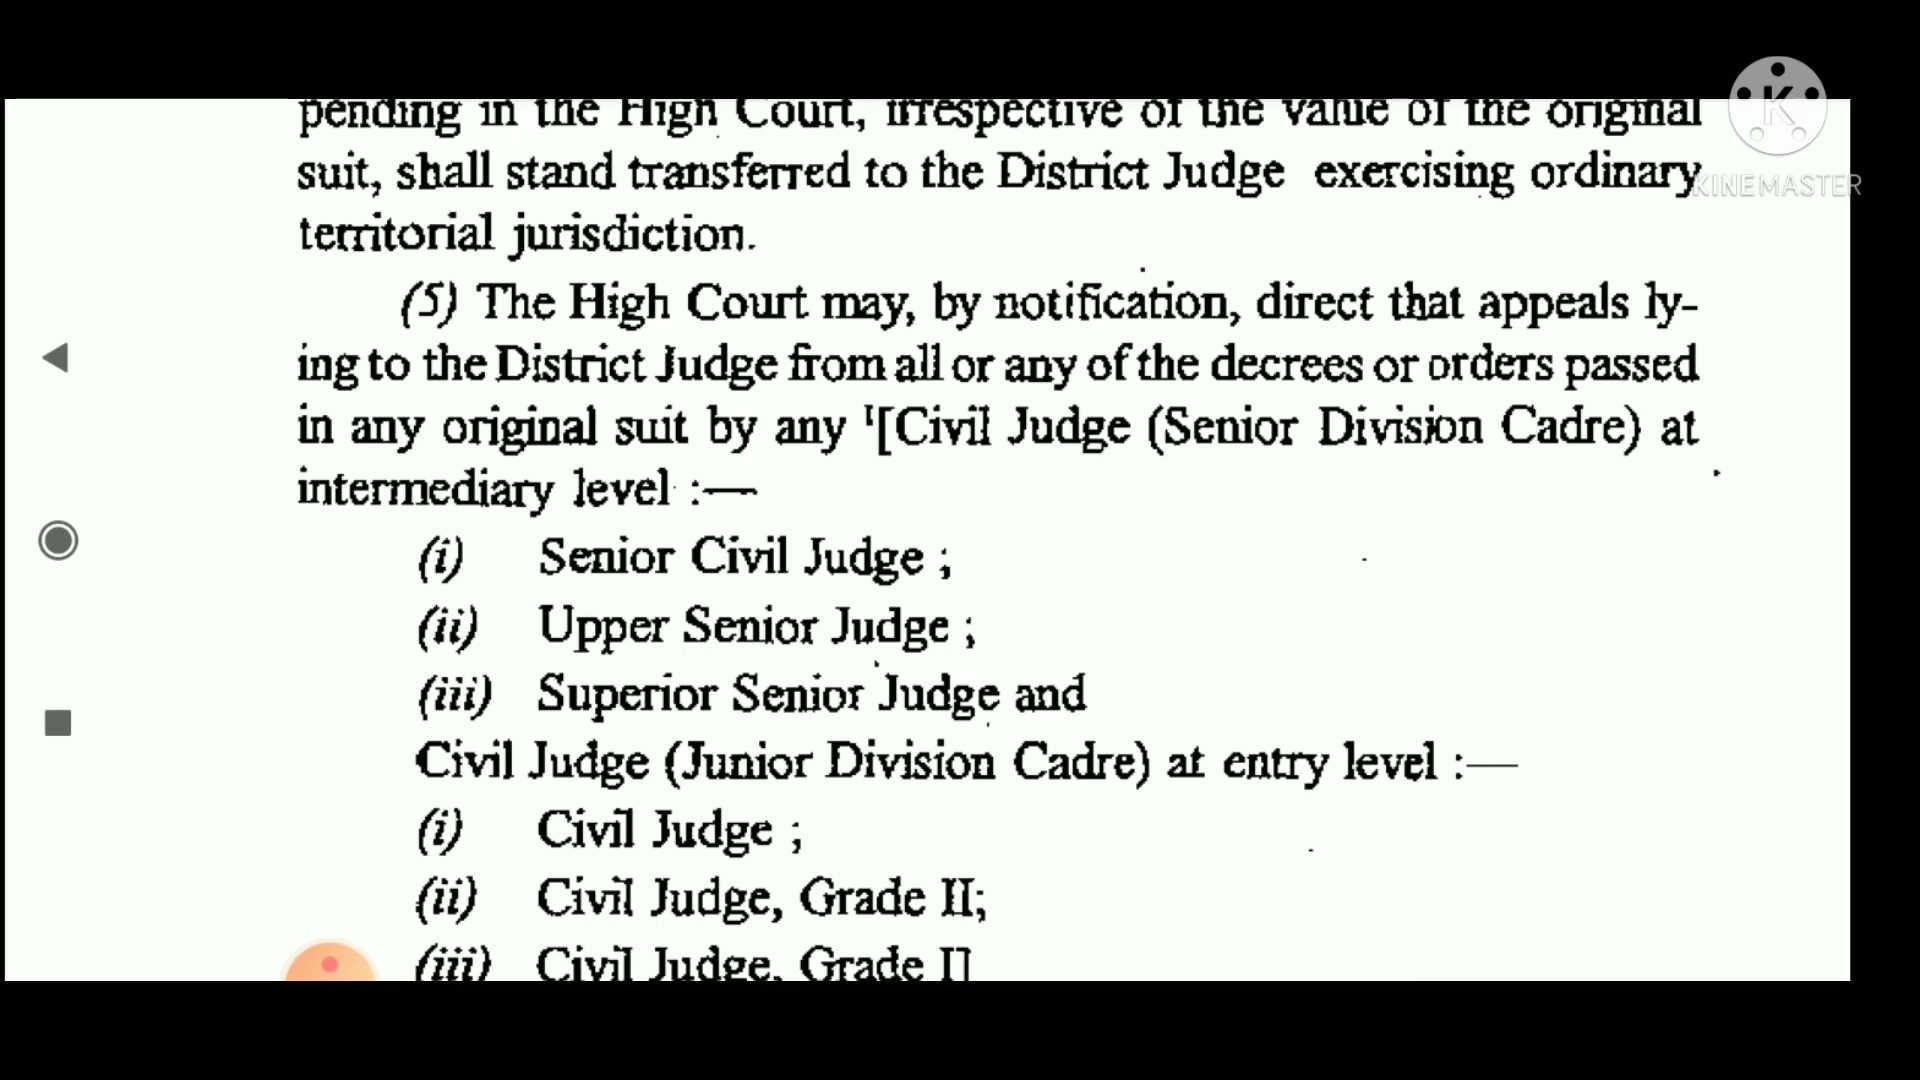 pending in the High Court, irrespective of the value of the original
suit, shall stand transferred to the District Judge exercising ordinary
territorial jurisdiction.
(5) The High Court may, by notification, direct that appeals ly-
ing to the District Judge from all or any of the decrees or orders passed
in any original suit by any ¹[Civil Judge (Senior Division Cadre) at
intermediary level :—
(i) Senior Civil Judge ;
(ii) Upper Senior Judge ;
(iii) Superior Senior Judge and
Civil Judge (Junior Division Cadre) at entry level :—
(i) Civil Judge ;
(ii) Civil Judge, Grade II;
(iii) Civil Judge, Grade I]
K
KINEMASTER